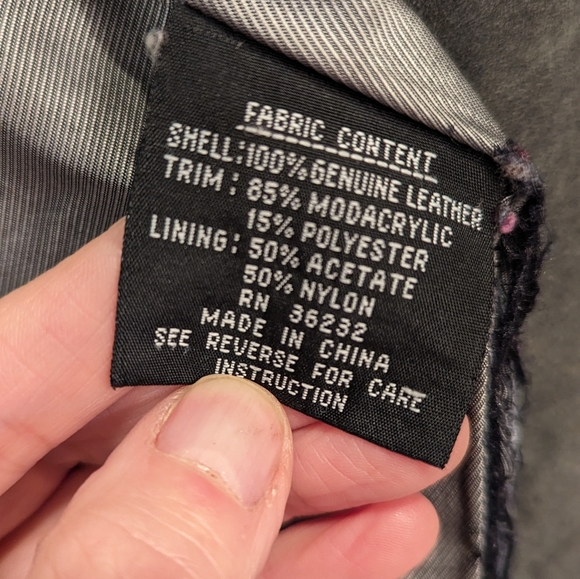 FABRIC CONTENT
SHELL: 100% GENUINE LEATHER
TRIM: 85% MODACRYLIC
15% POLYESTER
LINING: 50% ACETATE
50% NYLON
RN 36232
MADE IN CHINA
SEE REVERSE FOR CARE
INSTRUCTION